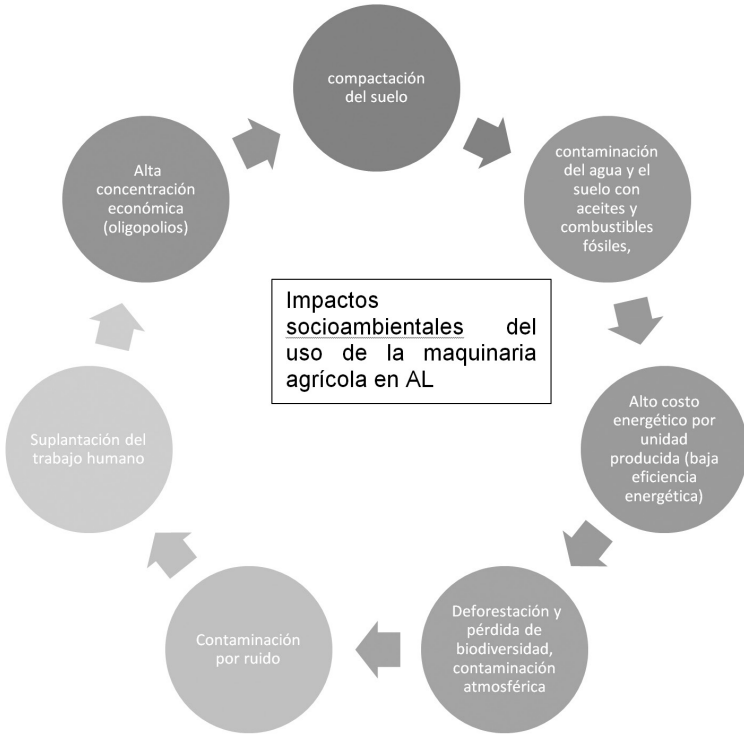 compactación
del suelo
contaminación
del agua y el
suelo con
aceites y
combustibles
fósiles,
Alto costo
energético por
unidad
producida (baja
eficiencia
energética)
Deforestación y
pérdida de
biodiversidad,
contaminación
atmosférica
Contaminación
por ruido
Suplantación del
trabajo humano
Alta
concentración
económica
(oligopolios)
Impactos
socioambientales del
uso de la maquinaria
agrícola en AL